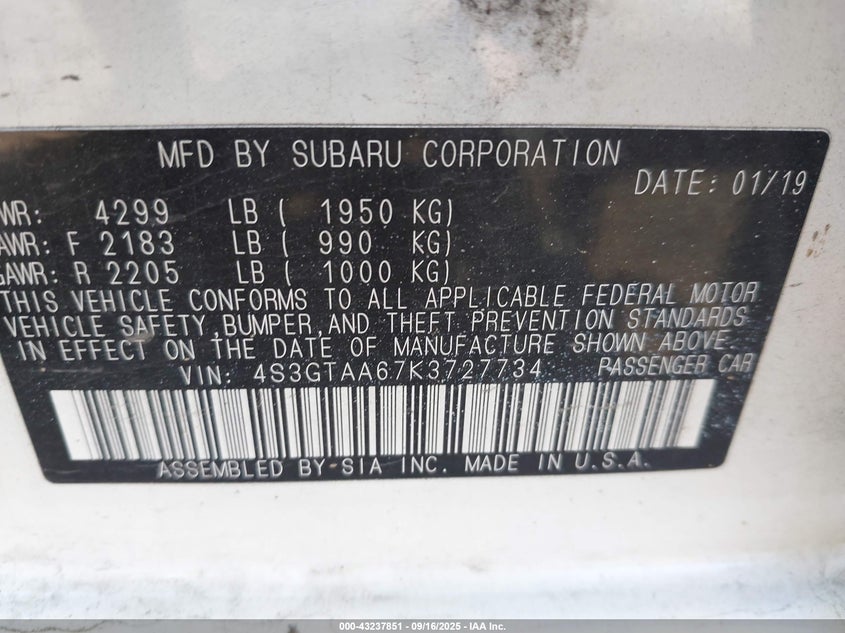 MFD BY SUBARU CORPORATION
DATE: 01/19
WR: 4299 LB ( 1950 KG)
AWR: F 2183 LB ( 990 KG)
GAWR: R 2205 LB ( 1000 KG)
THIS VEHICLE CONFORMS TO ALL APPLICABLE FEDERAL MOTOR
VEHICLE SAFETY,BUMPER,AND THEFT PREVENTION STANDARDS
IN EFFECT ON THE DATE OF MANUFACTURE SHOWN ABOVE.
VIN: 4S3GTAA67K3727734 PASSENGER CAR
ASSEMBLED BY SIA INC. MADE IN U.S.A.
000-43237851 - 09/16/2025 - IAA Inc.